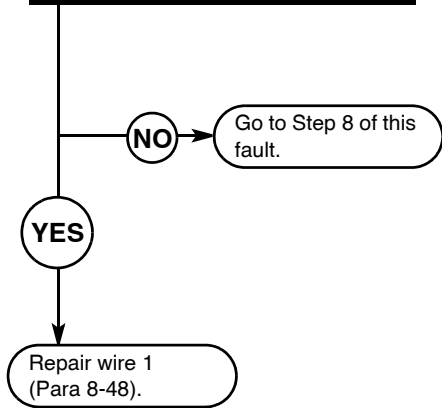 NO
Go to Step 8 of this
fault.
YES
Repair wire 1
(Para 8-48).